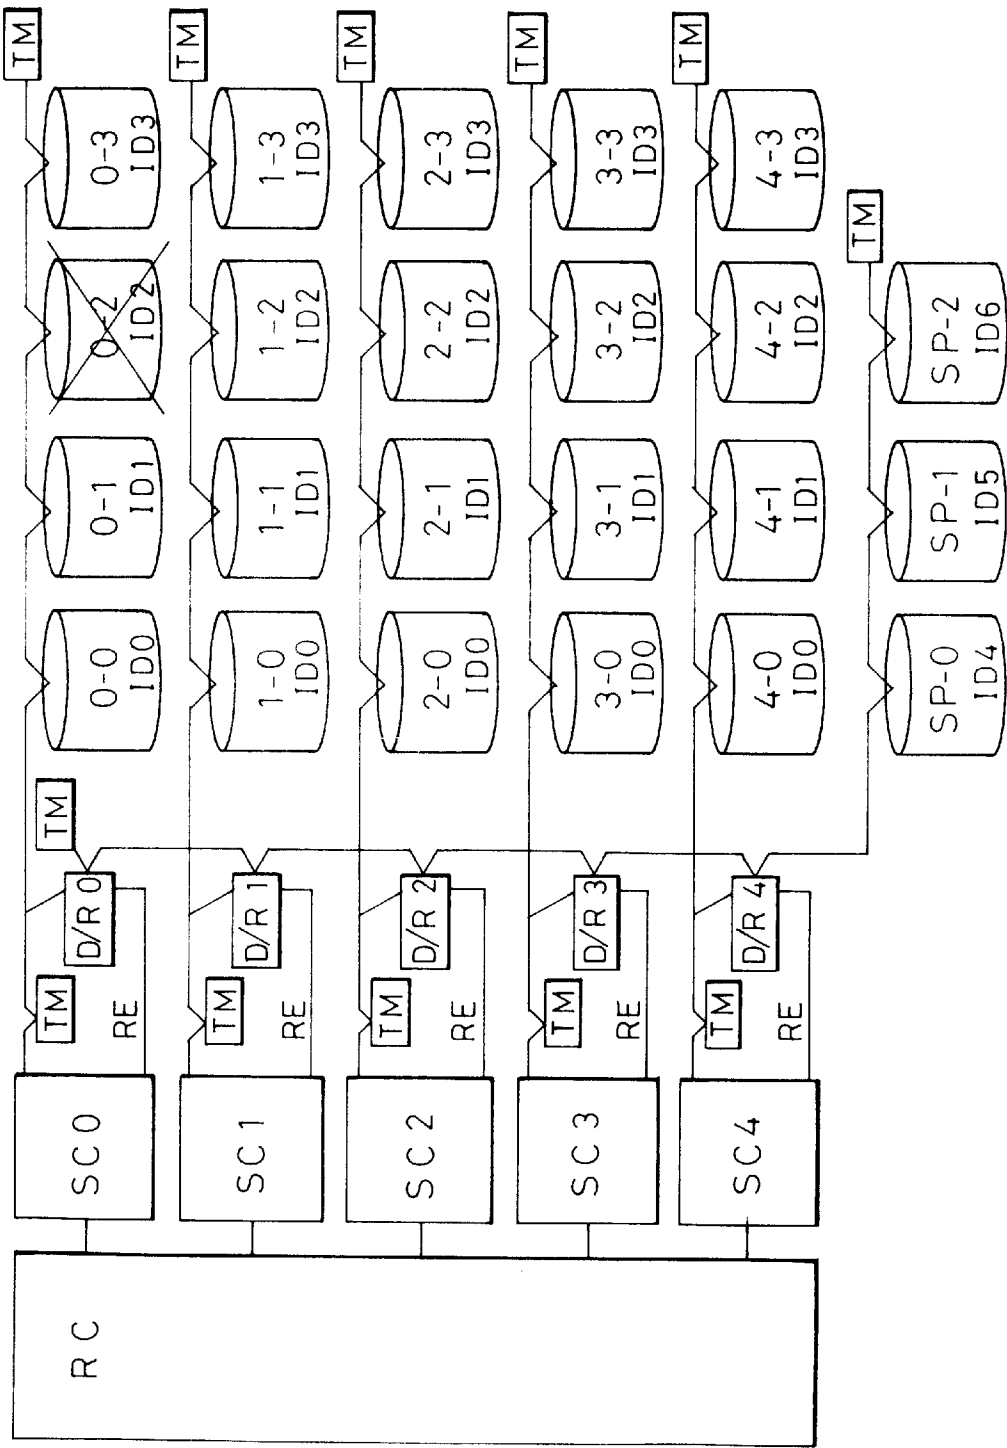 RC
TM
TM
SC0
TM
D/R 0
RE
0-0
ID0
0-1
ID1
0-2
ID2
0-3
ID3
TM
SC1
TM
D/R 1
RE
1-0
ID0
1-1
ID1
1-2
ID2
1-3
ID3
TM
SC2
TM
D/R 2
RE
2-0
ID0
2-1
ID1
2-2
ID2
2-3
ID3
TM
SC3
TM
D/R 3
RE
3-0
ID0
3-1
ID1
3-2
ID2
3-3
ID3
TM
SC4
TM
D/R 4
RE
4-0
ID0
4-1
ID1
4-2
ID2
4-3
ID3
TM
SP-0
ID4
SP-1
ID5
SP-2
ID6